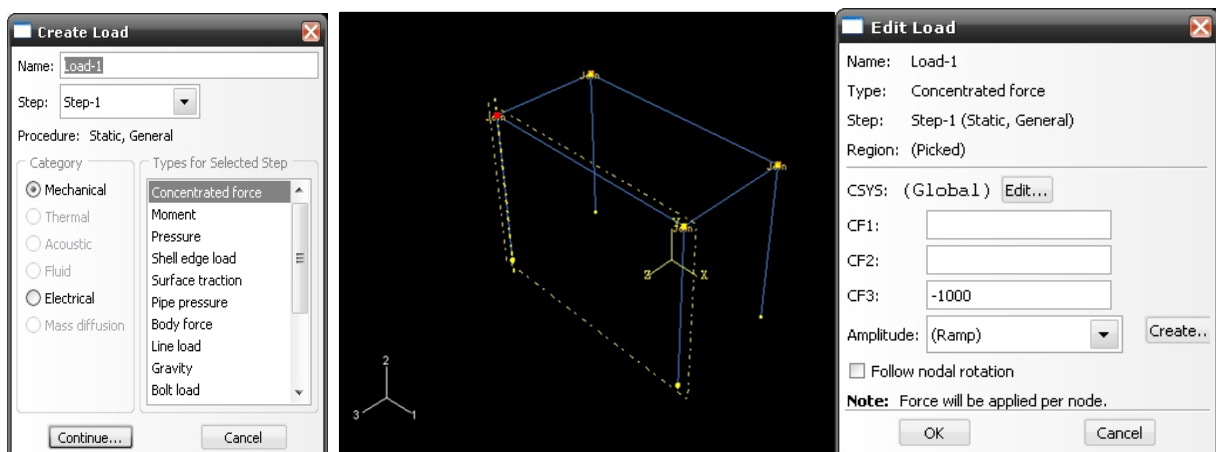 Create Load
Name: Load-1
Step: Step-1
Procedure: Static, General
Category
Mechanical
Thermal
Acoustic
Fluid
Electrical
Mass diffusion
Types for Selected Step
Concentrated force
Moment
Pressure
Shell edge load
Surface traction
Pipe pressure
Body force
Line load
Gravity
Bolt load
Continue...
Cancel
Join
Join
Join
Join
Y
Z
X
2
3
1
Edit Load
Name: Load-1
Type: Concentrated force
Step: Step-1 (Static, General)
Region: (Picked)
CSYS: (Global) Edit...
CF1:
CF2:
CF3: -1000
Amplitude: (Ramp) Create..
Follow nodal rotation
Note: Force will be applied per node.
OK
Cancel